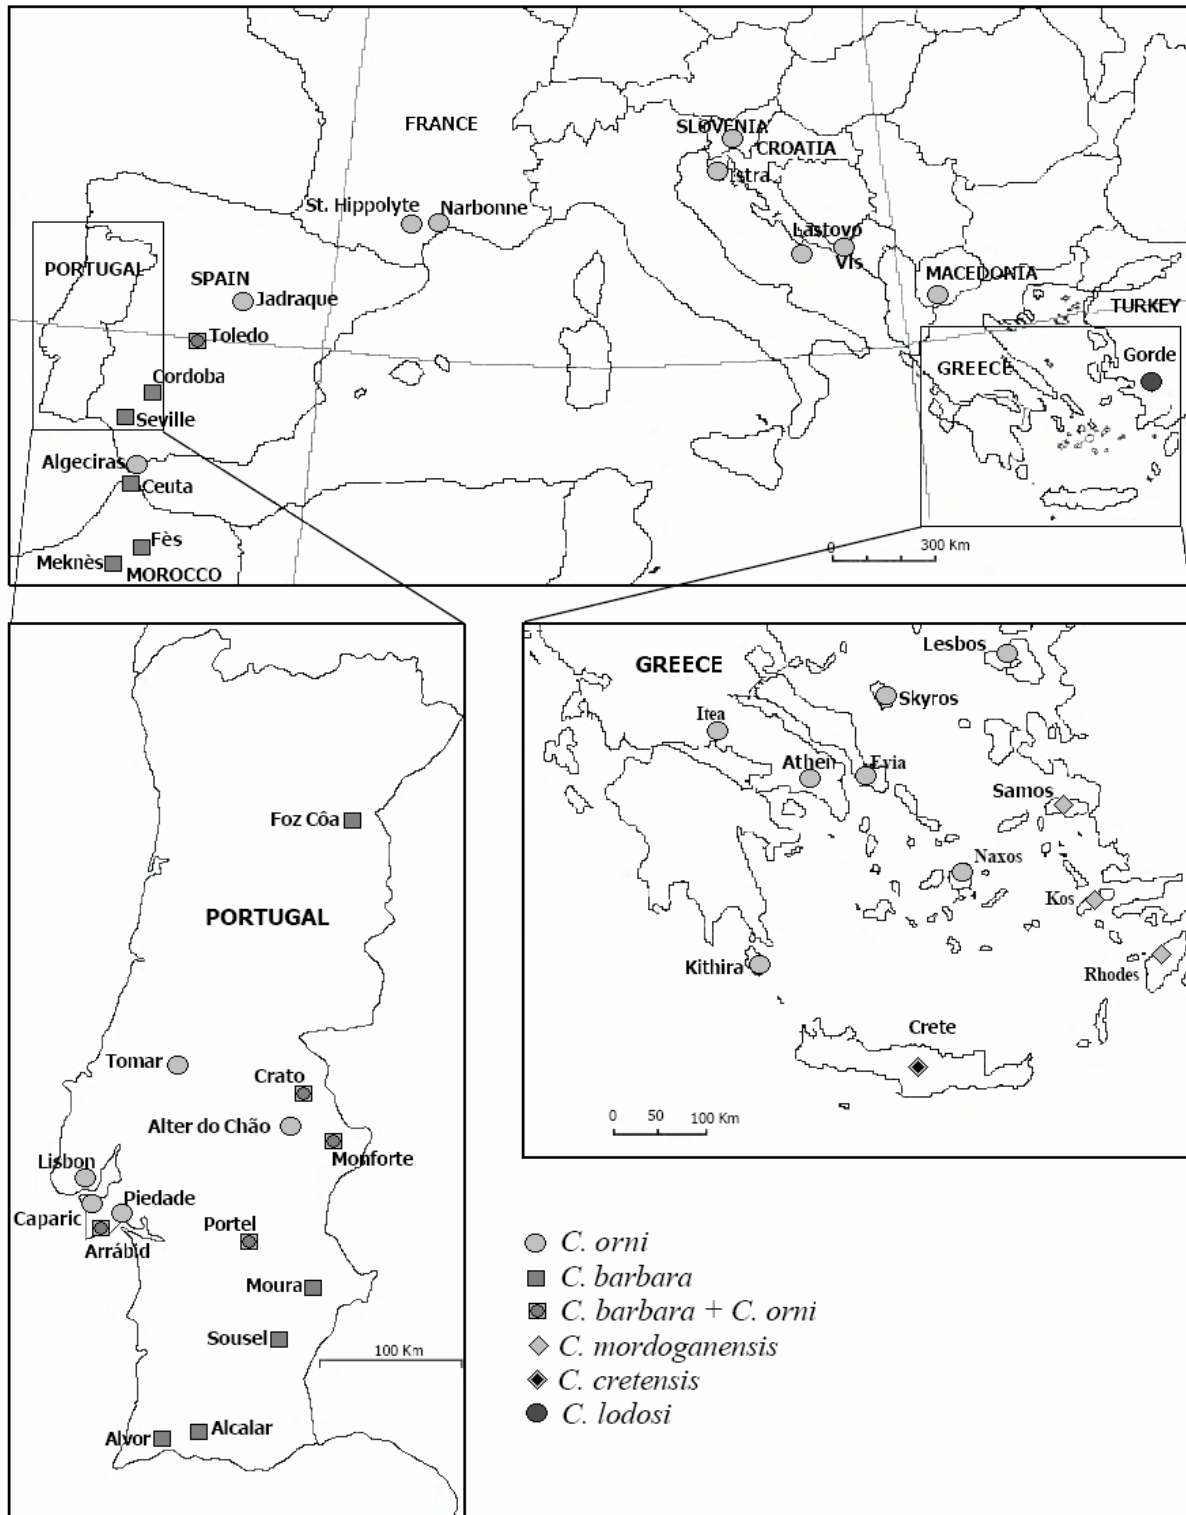 FRANCE
SLOVENIA
CROATIA
Istra
St. Hippolyte
Narbonne
Lastovo
Vis
PORTUGAL
SPAIN
Jadraque
MACEDONIA
TURKEY
Toledo
Gorde
GREECE
Cordoba
Seville
Algeciras
Ceuta
Fès
Meknès
MOROCCO
0 300 Km
Foz Côa
PORTUGAL
Tomar
Crato
Alter do Chão
Monforte
Lisbon
Piedade
Caparic
Arrábid
Portel
Moura
Sousel
100 Km
Alcalar
Alvor
GREECE
Lesbos
Skyros
Itea
Athen
Evia
Samos
Naxos
Kos
Kithira
Rhodes
Crete
0 50 100 Km
C. orni
C. barbara
C. barbara + C. orni
C. mordoganensis
C. cretensis
C. lodosi